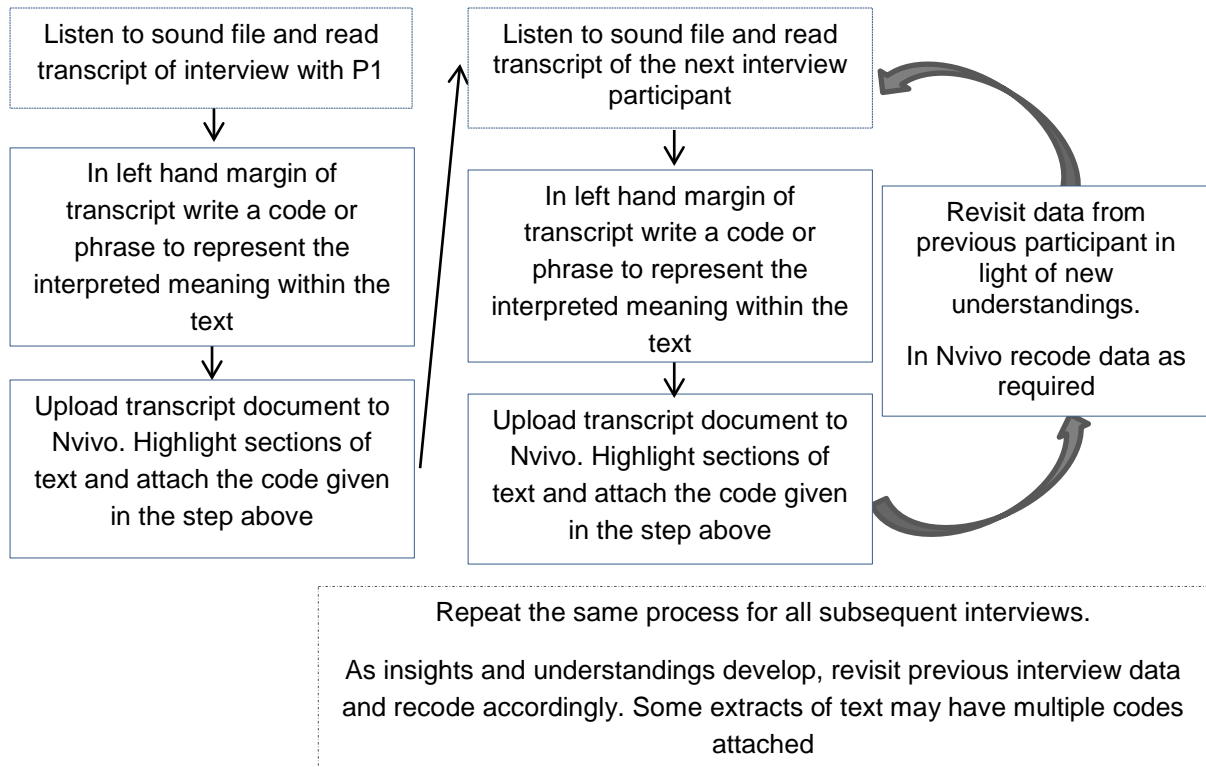 Listen to sound file and read
transcript of interview with P1
In left hand margin of
transcript write a code or
phrase to represent the
interpreted meaning within the
text
Upload transcript document to
Nvivo. Highlight sections of
text and attach the code given
in the step above
Listen to sound file and read
transcript of the next interview
participant
In left hand margin of
transcript write a code or
phrase to represent the
interpreted meaning within the
text
Upload transcript document to
Nvivo. Highlight sections of
text and attach the code given
in the step above
Revisit data from
previous participant in
light of new
understandings.
In Nvivo recode data as
required
Repeat the same process for all subsequent interviews.
As insights and understandings develop, revisit previous interview data
and recode accordingly. Some extracts of text may have multiple codes
attached